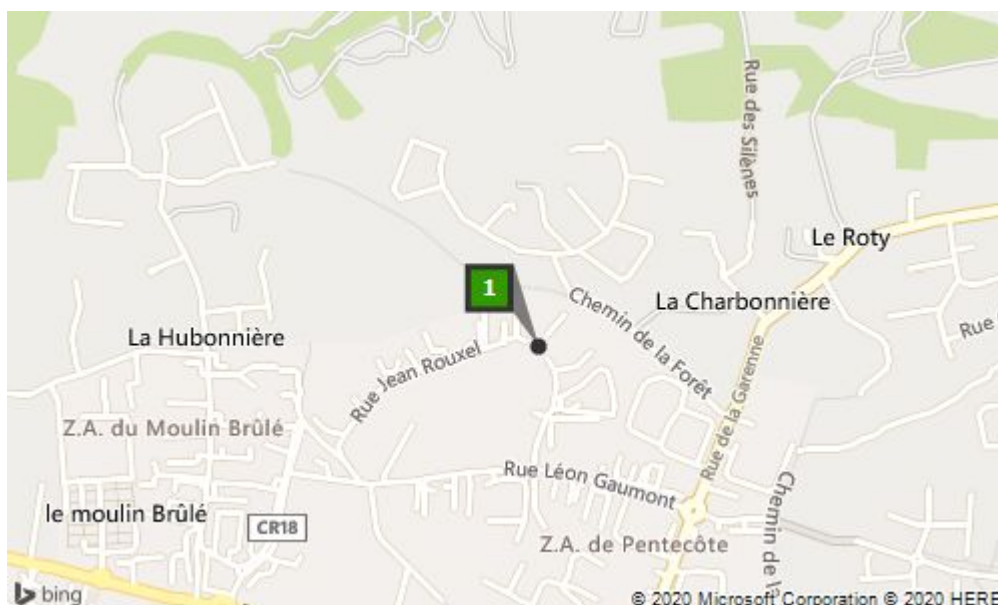 Rue des Silènes
Le Roty
1
Chemin de la Forêt
La Charbonnière
Rue
La Hubonnière
Rue Jean Rouxel
Rue de la Garenne
Z.A. du Moulin Brûlé
Rue Léon Gaumont
Chemin de
le moulin Brûlé
CR18
Z.A. de Pentecôte
bing
© 2020 Microsoft Corporation © 2020 HERE